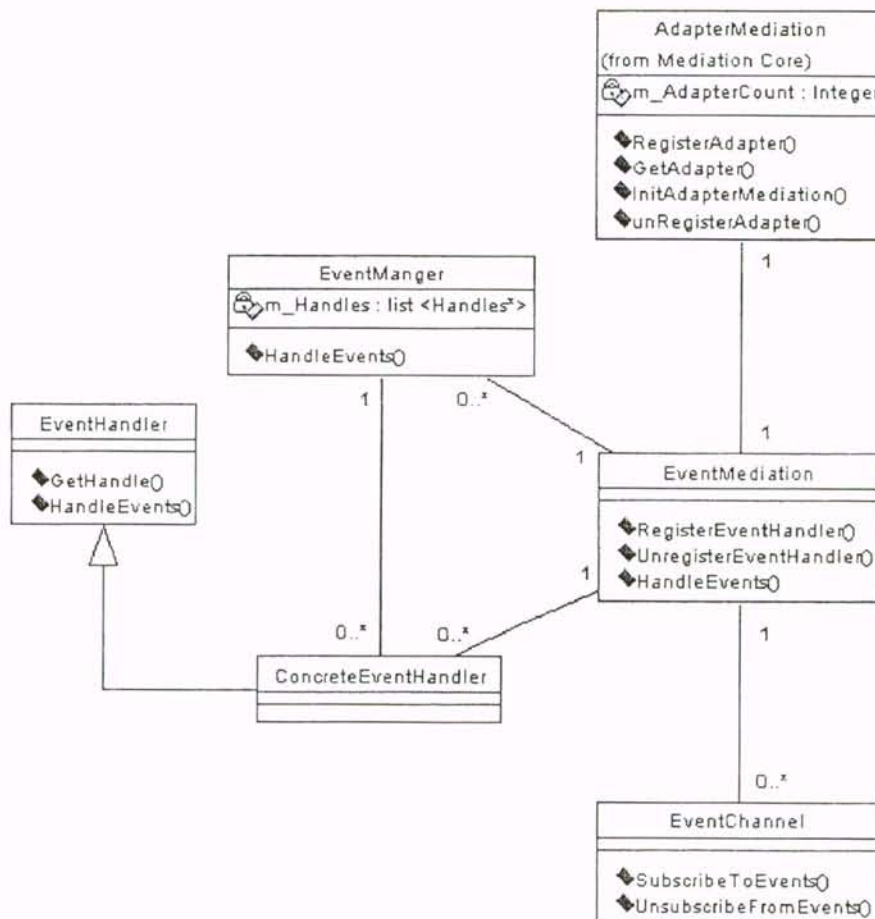 AdapterMediation
(from Mediation Core)
m_AdapterCount : Integer
RegisterAdapter()
GetAdapter()
InitAdapterMediation()
unRegisterAdapter()
1
EventManger
m_Handles : list <Handles*>
HandleEvents()
1
0..*
EventHandler
GetHandle()
HandleEvents()
1
1
EventMediation
RegisterEventHandler()
UnregisterEventHandler()
HandleEvents()
1
1
0..*
0..*
ConcreteEventHandler
0..*
EventChannel
SubscribeToEvents()
UnsubscribeFromEvents()